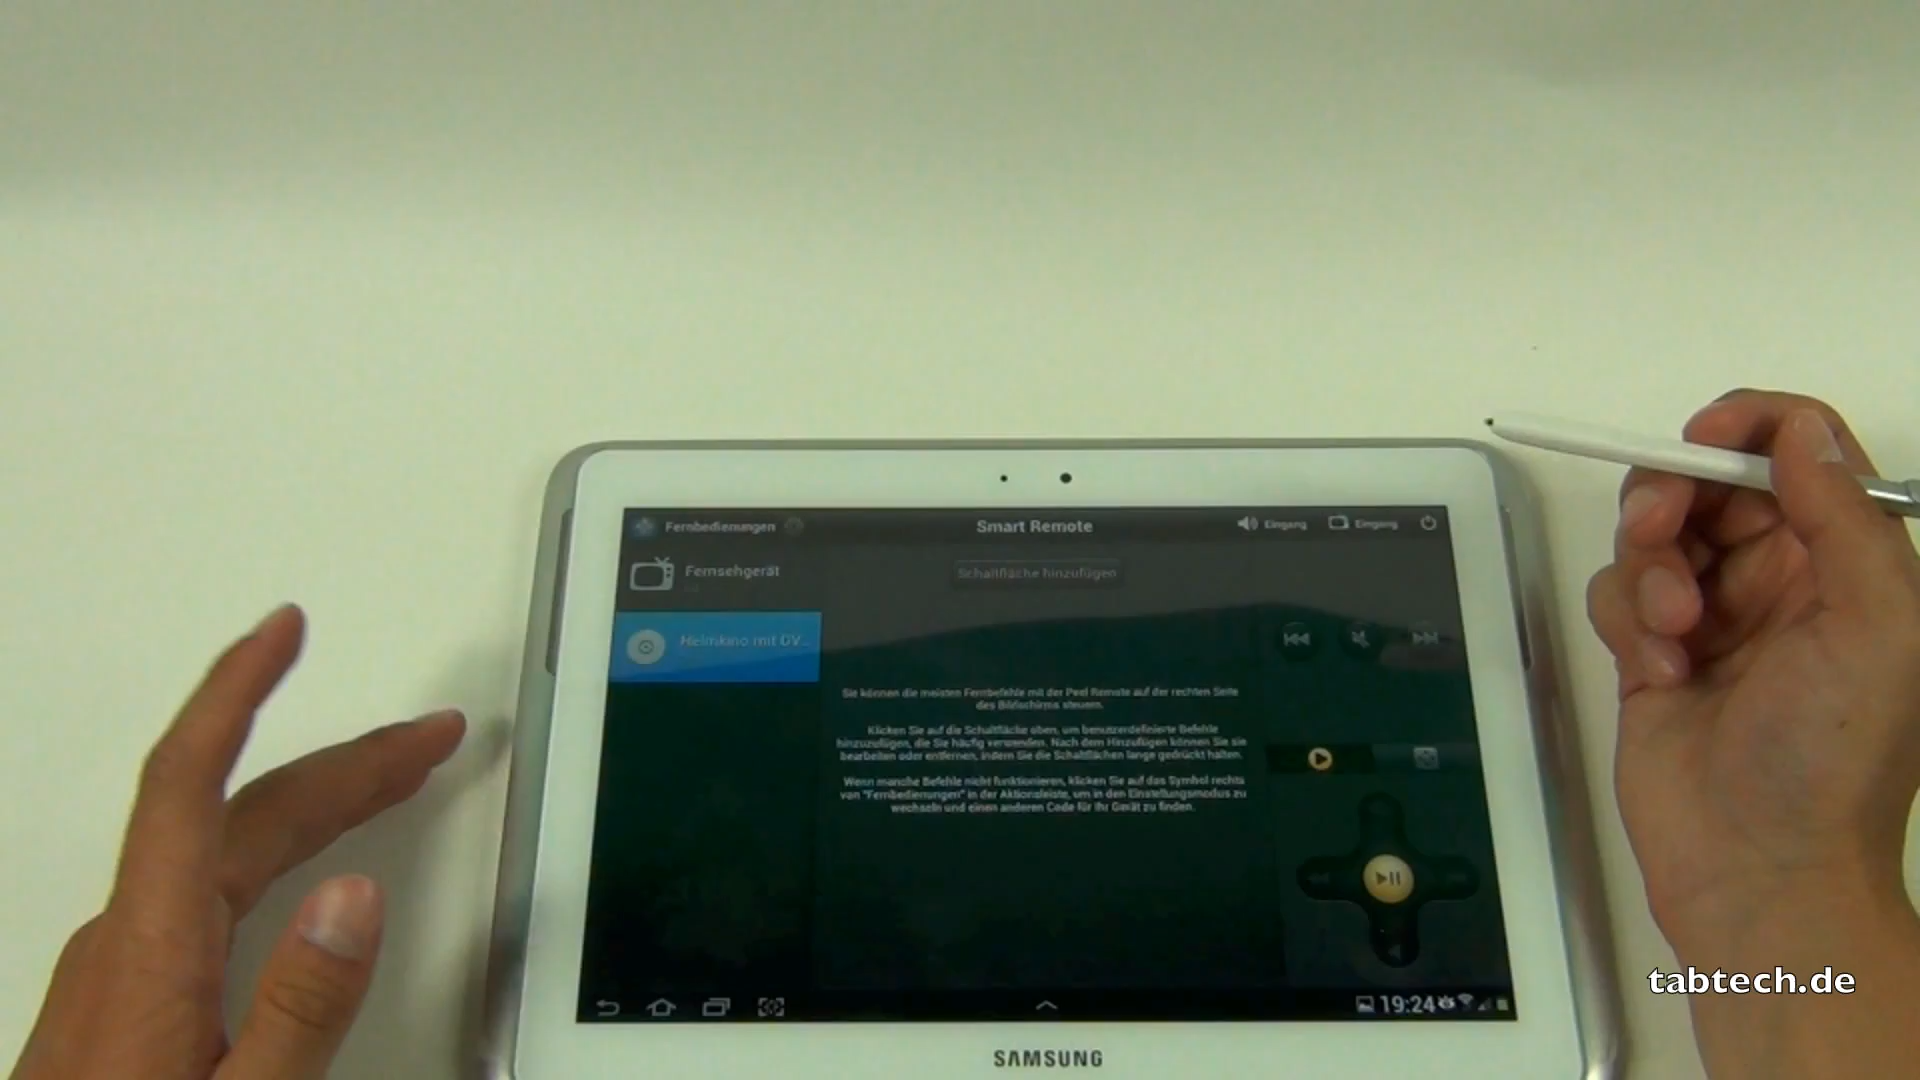 Fernbedienungen
Smart Remote
Eingang
Eingang
Fernsehgerät
Schaltfläche hinzufügen
Heimkino mit DV...
Sie können die meisten Fernbefehle mit der Peel Remote auf der rechten Seite
des Bildschirms steuern.
Klicken Sie auf die Schaltfläche oben, um benutzerdefinierte Befehle
hinzuzufügen, die Sie häufig verwenden. Nach dem Hinzufügen können Sie sie
bearbeiten oder entfernen, indem Sie die Schaltflächen lange gedrückt halten.
Wenn manche Befehle nicht funktionieren, klicken Sie auf das Symbol rechts
von "Fernbedienungen" in der Aktionsleiste, um in den Einstellungsmodus zu
wechseln und einen anderen Code für Ihr Gerät zu finden.
19:24
SAMSUNG
tabtech.de